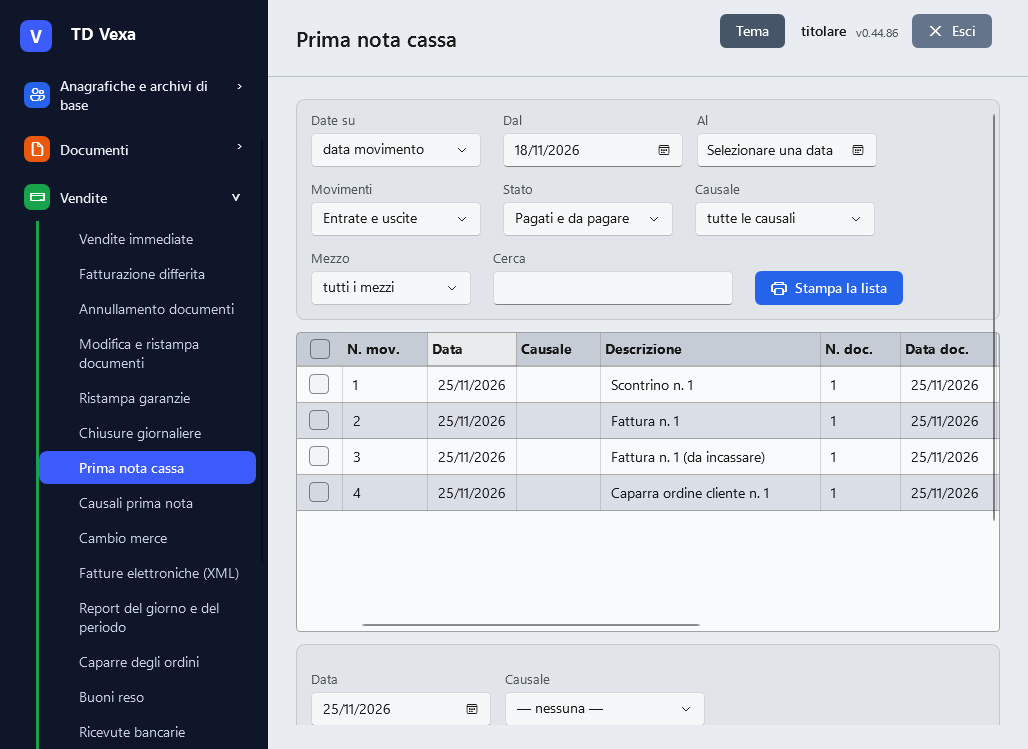 V TD Vexa
Anagrafiche e archivi di
base
Documenti
Vendite
Vendite immediate
Fatturazione differita
Annullamento documenti
Modifica e ristampa
documenti
Ristampa garanzie
Chiusure giornaliere
Prima nota cassa
Causali prima nota
Cambio merce
Fatture elettroniche (XML)
Report del giorno e del
periodo
Caparre degli ordini
Buoni reso
Ricevute bancarie
Prima nota cassa
Tema titolare v0.44.86 Esci
Date su Dal Al
data movimento 18/11/2026 Selezionare una data
Movimenti Stato Causale
Entrate e uscite Pagati e da pagare tutte le causali
Mezzo Cerca
tutti i mezzi Stampa la lista
N. mov. Data Causale Descrizione N. doc. Data doc.
1 25/11/2026 Scontrino n. 1 1 25/11/2026
2 25/11/2026 Fattura n. 1 1 25/11/2026
3 25/11/2026 Fattura n. 1 (da incassare) 1 25/11/2026
4 25/11/2026 Caparra ordine cliente n. 1 1 25/11/2026
Data Causale
25/11/2026 — nessuna —